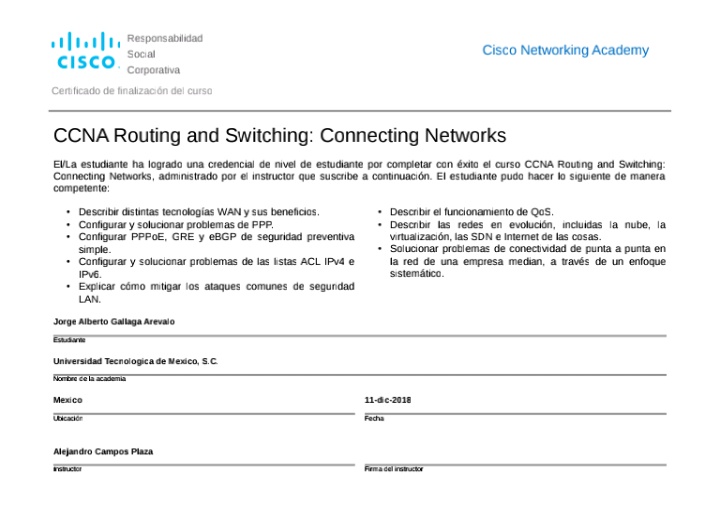 Responsabilidad
Social
Corporativa
CISCO
Cisco Networking Academy
Certificado de finalización del curso
CCNA Routing and Switching: Connecting Networks
El/La estudiante ha logrado una credencial de nivel de estudiante por completar con éxito el curso CCNA Routing and Switching:
Connecting Networks, administrado por el instructor que suscribe a continuación. El estudiante pudo hacer lo siguiente de manera
competente:
• Describir distintas tecnologías WAN y sus beneficios.
• Configurar y solucionar problemas de PPP.
• Configurar PPPoE, GRE y eBGP de seguridad preventiva
simple.
• Configurar y solucionar problemas de las listas ACL IPv4 e
IPv6.
• Explicar cómo mitigar los ataques comunes de seguridad
LAN.
• Describir el funcionamiento de QoS.
• Describir las redes en evolución, incluidas la nube, la
virtualización, las SDN e Internet de las cosas.
• Solucionar problemas de conectividad de punta a punta en
la red de una empresa median, a través de un enfoque
sistemático.
Jorge Alberto Gallaga Arevalo
Estudiante
Universidad Tecnologica de Mexico, S.C.
Nombre de la academia
Mexico
Ubicación
11-dic-2018
Fecha
Alejandro Campos Plaza
Instructor
Firma del instructor